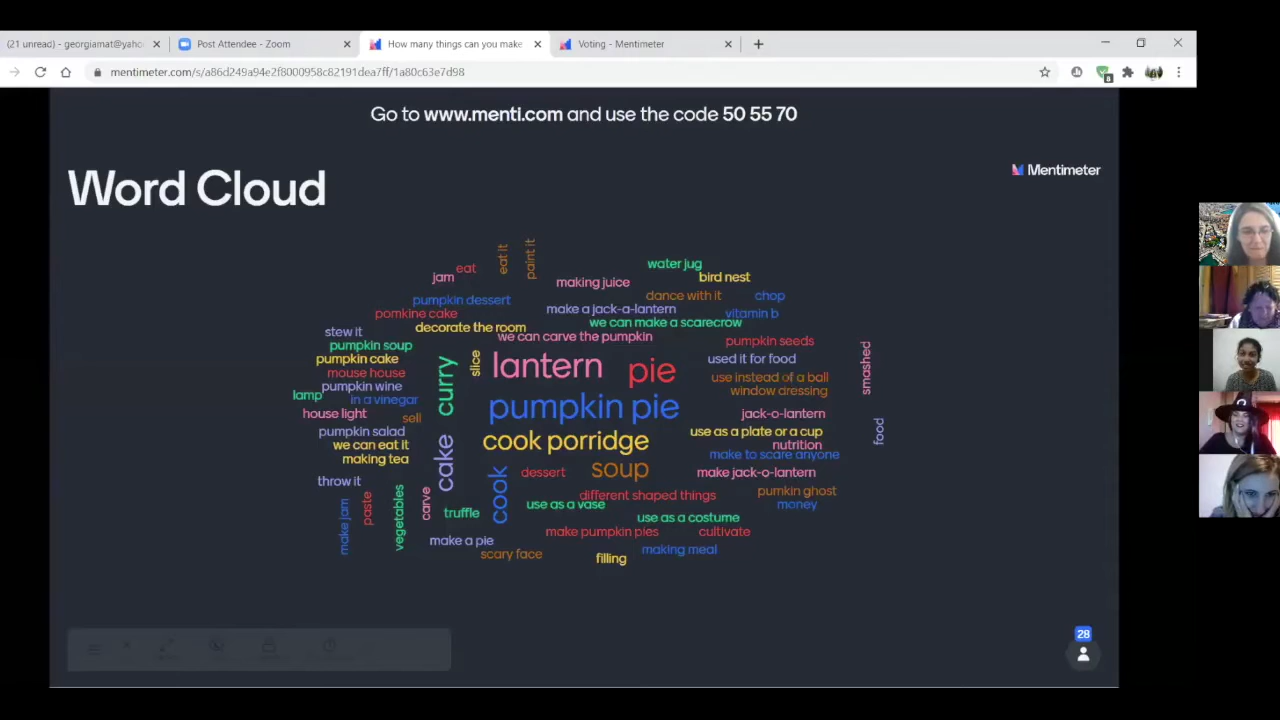 (21 unread) - georgiamat@yaho
Post Attendee - Zoom
How many things can you make
Voting - Mentimeter
mentimeter.com/s/a86d249a94e2f8000958c82191dea7ff/1a80c63e7d98
Go to www.menti.com and use the code 50 55 70
Word Cloud
Mentimeter
eat it
paint it
water jug
eat
jam
making juice
bird nest
pumpkin dessert
dance with it
chop
pomkine cake
make a jack-a-lantern
vitamin b
stew it
decorate the room
we can make a scarecrow
pumpkin soup
we can carve the pumpkin
pumpkin seeds
pumpkin cake
slice
lantern
pie
used it for food
smashed
mouse house
curry
use instead of a ball
pumpkin wine
window dressing
lamp
in a vinegar
pumpkin pie
house light
sell
jack-o-lantern
pumpkin salad
use as a plate or a cup
food
we can eat it
cook porridge
nutrition
making tea
cake
make to scare anyone
throw it
cook
dessert
soup
make jack-o-lantern
make jam
paste
vegetables
carve
different shaped things
pumkin ghost
truffle
use as a vase
money
use as a costume
make a pie
make pumpkin pies
cultivate
scary face
filling
making meal
28